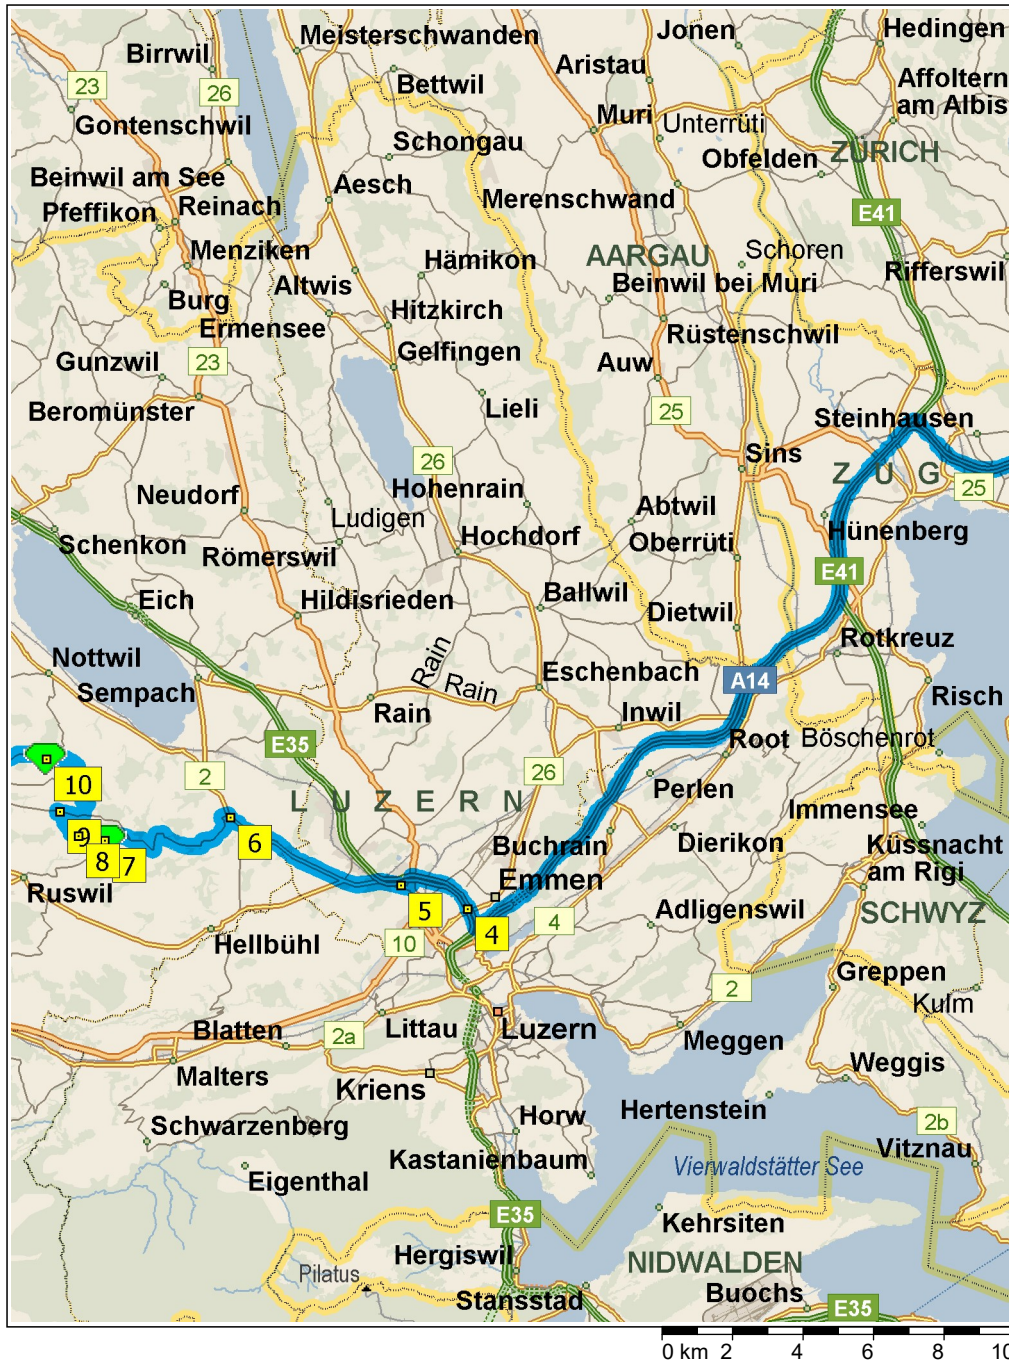 Meisterschwanden
Jonen
Hedingen
Birrwil
Aristau
Bettwil
Affoltern
am Albis
23
26
Gontenschwil
Muri
Unterrüti
Schongau
Obfelden
ZÜRICH
Beinwil am See
Aesch
Merenschwand
Pfeffikon
Reinach
E41
Menziken
AARGAU
Schoren
Hämikon
Rifferswil
Burg
Altwis
Beinwil bei Muri
Ermensee
Hitzkirch
Rüstenschwil
Gunzwil
23
Gelfingen
Auw
Beromünster
Lieli
25
Steinhausen
Sins
26
ZUG
25
Neudorf
Hohenrain
Ludigen
Abtwil
Hünenberg
Schenkon
Hochdorf
Oberrüti
Römerswil
E41
Eich
Hildisrieden
Ballwil
Dietwil
Rotkreuz
Nottwil
Rain
Eschenbach
A14
Sempach
Rain
Risch
Rain
Inwil
E35
Root
Böschenrot
2
26
10
Perlen
LUZERN
Immensee
6
Buchrain
Dierikon
9
8
7
Küssnacht
am Rigi
Ruswil
Emmen
5
4
4
Adligenswil
SCHWYZ
Hellbühl
10
Greppen
2
Kulm
Blatten
2a
Littau
Luzern
Meggen
Malters
Weggis
Kriens
Hertenstein
Schwarzenberg
Horw
2b
Vitznau
Kastanienbaum
Vierwaldstätter See
Eigenthal
E35
Kehrsiten
Hergiswil
NIDWALDEN
Pilatus
Stansstad
Buochs
E35
0 km 2 4 6 8 10